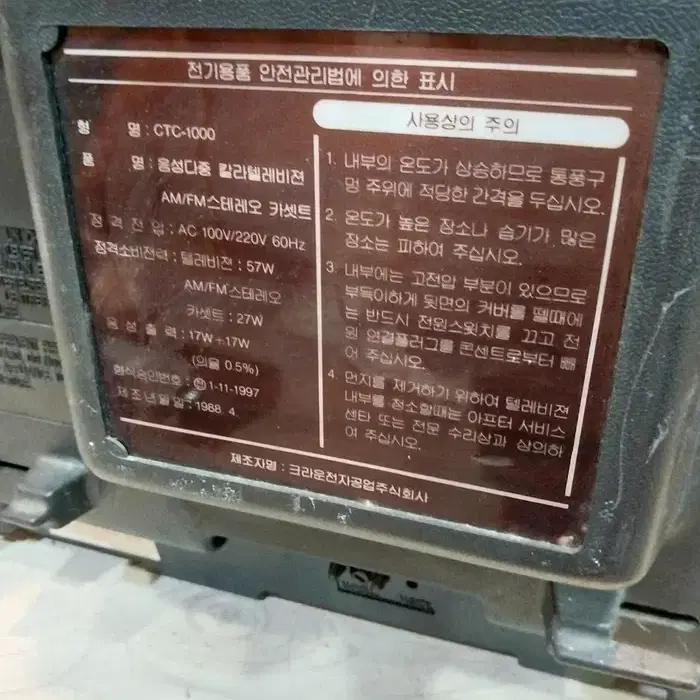 전기용품 안전관리법에 의한 표시
형 명 : CTC-1000
품 명 : 음성다중 칼라텔레비젼
AM/FM스테레오 카셋트
정격전압 : AC 100V/220V 60Hz
정격소비전력 : 텔레비젼 : 57W
AM/FM스테레오
카셋트 : 27W
음성출력 : 17W+17W
(의율 0.5%)
형식승인번호 : 1-11-1997
제조년월일 : 1988 4.
사용상의 주의
1. 내부의 온도가 상승하므로 통풍구
멍 주위에 적당한 간격을 두십시오.
2. 온도가 높은 장소나 습기가 많은
장소는 피하여 주십시오.
3. 내부에는 고전압 부분이 있으므로
부득이하게 뒷면의 커버를 뗄때에
는 반드시 전원스윗치를 끄고 전
원 연결플러그를 콘센트로부터 빼
어 주십시오.
4. 먼지를 제거하기 위하여 텔레비젼
내부를 청소할때는 아프터 서비스
센타 또는 전문 수리상과 상의하
여 주십시오.
제조자명 : 크라운전자공업주식회사